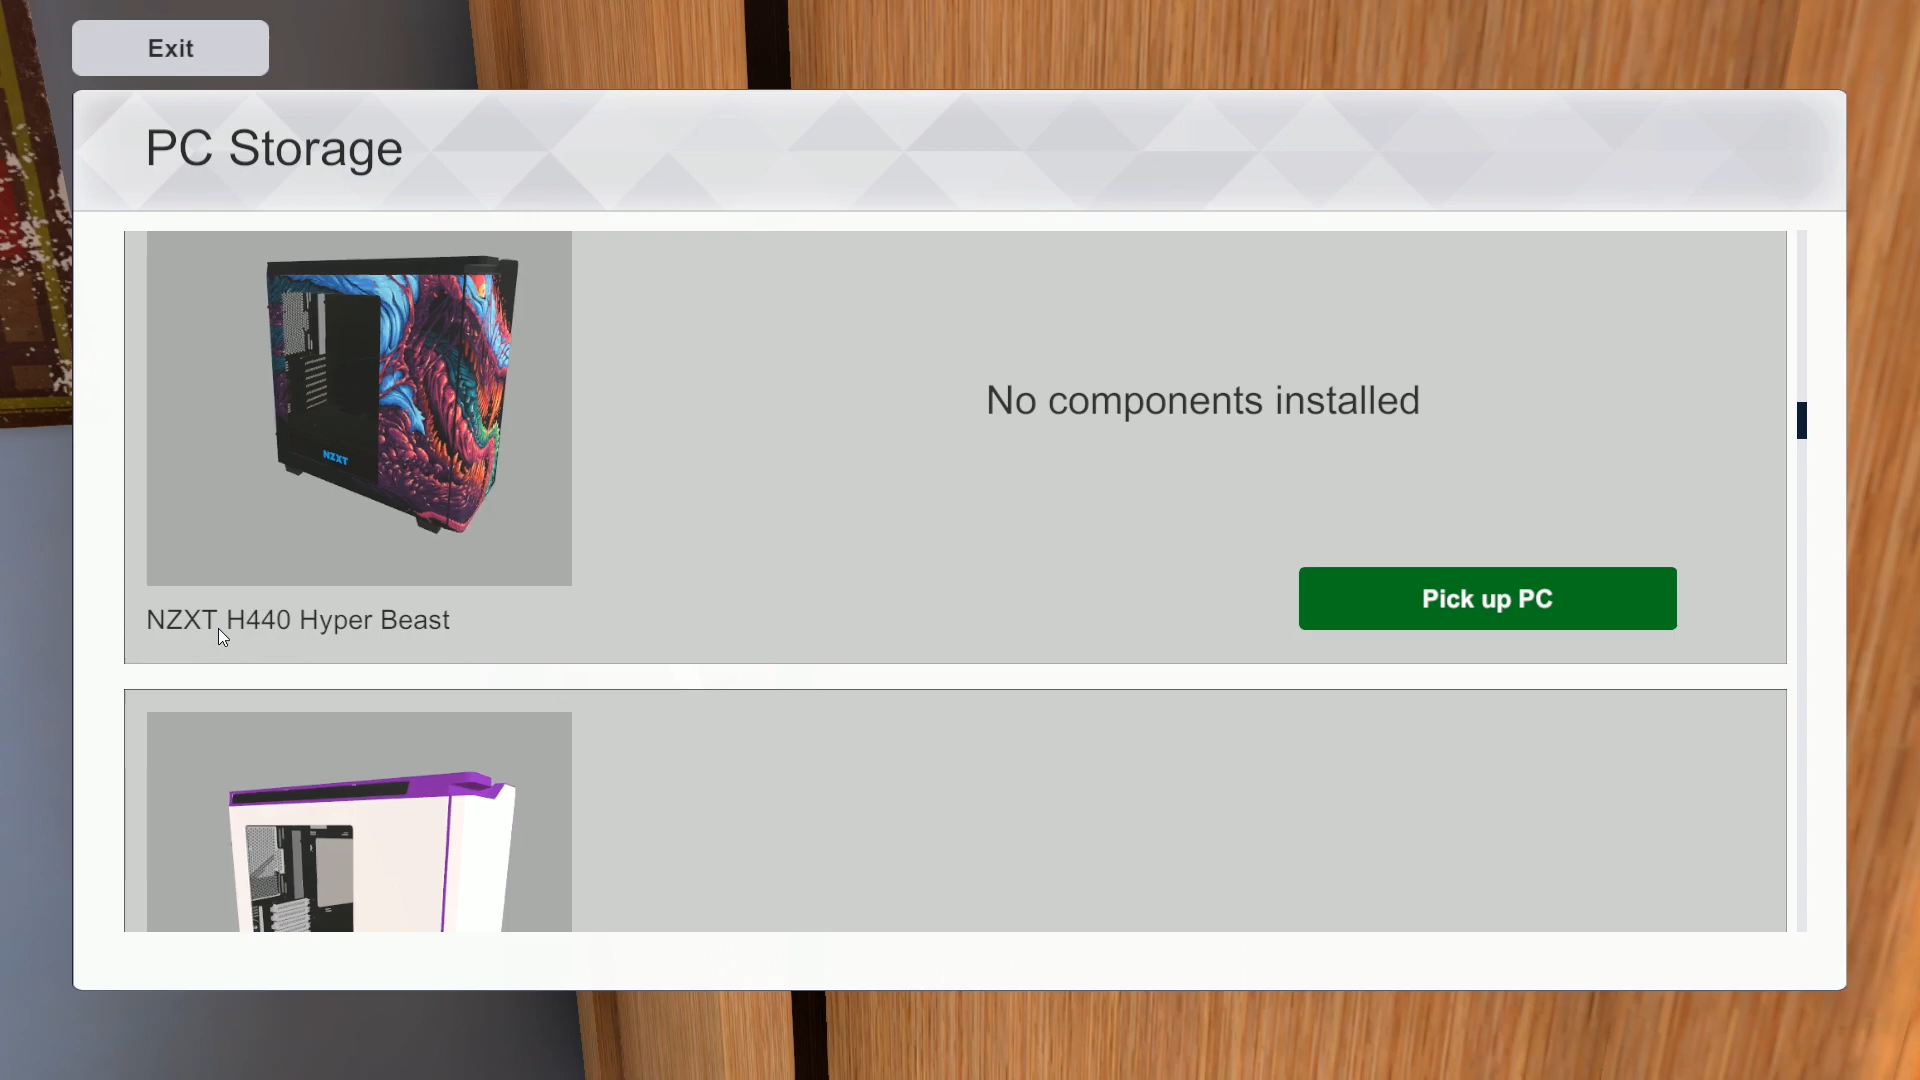 Exit
PC Storage
NZXT
No components installed
Pick up PC
NZXT H440 Hyper Beast